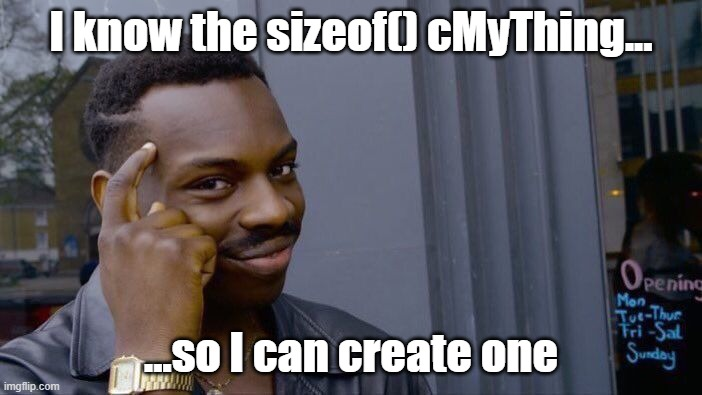 I know the sizeof() cMyThing...
Opening
Mon
Tue-Thur
Fri-Sat
Sunday
...so I can create one
imgflip.com